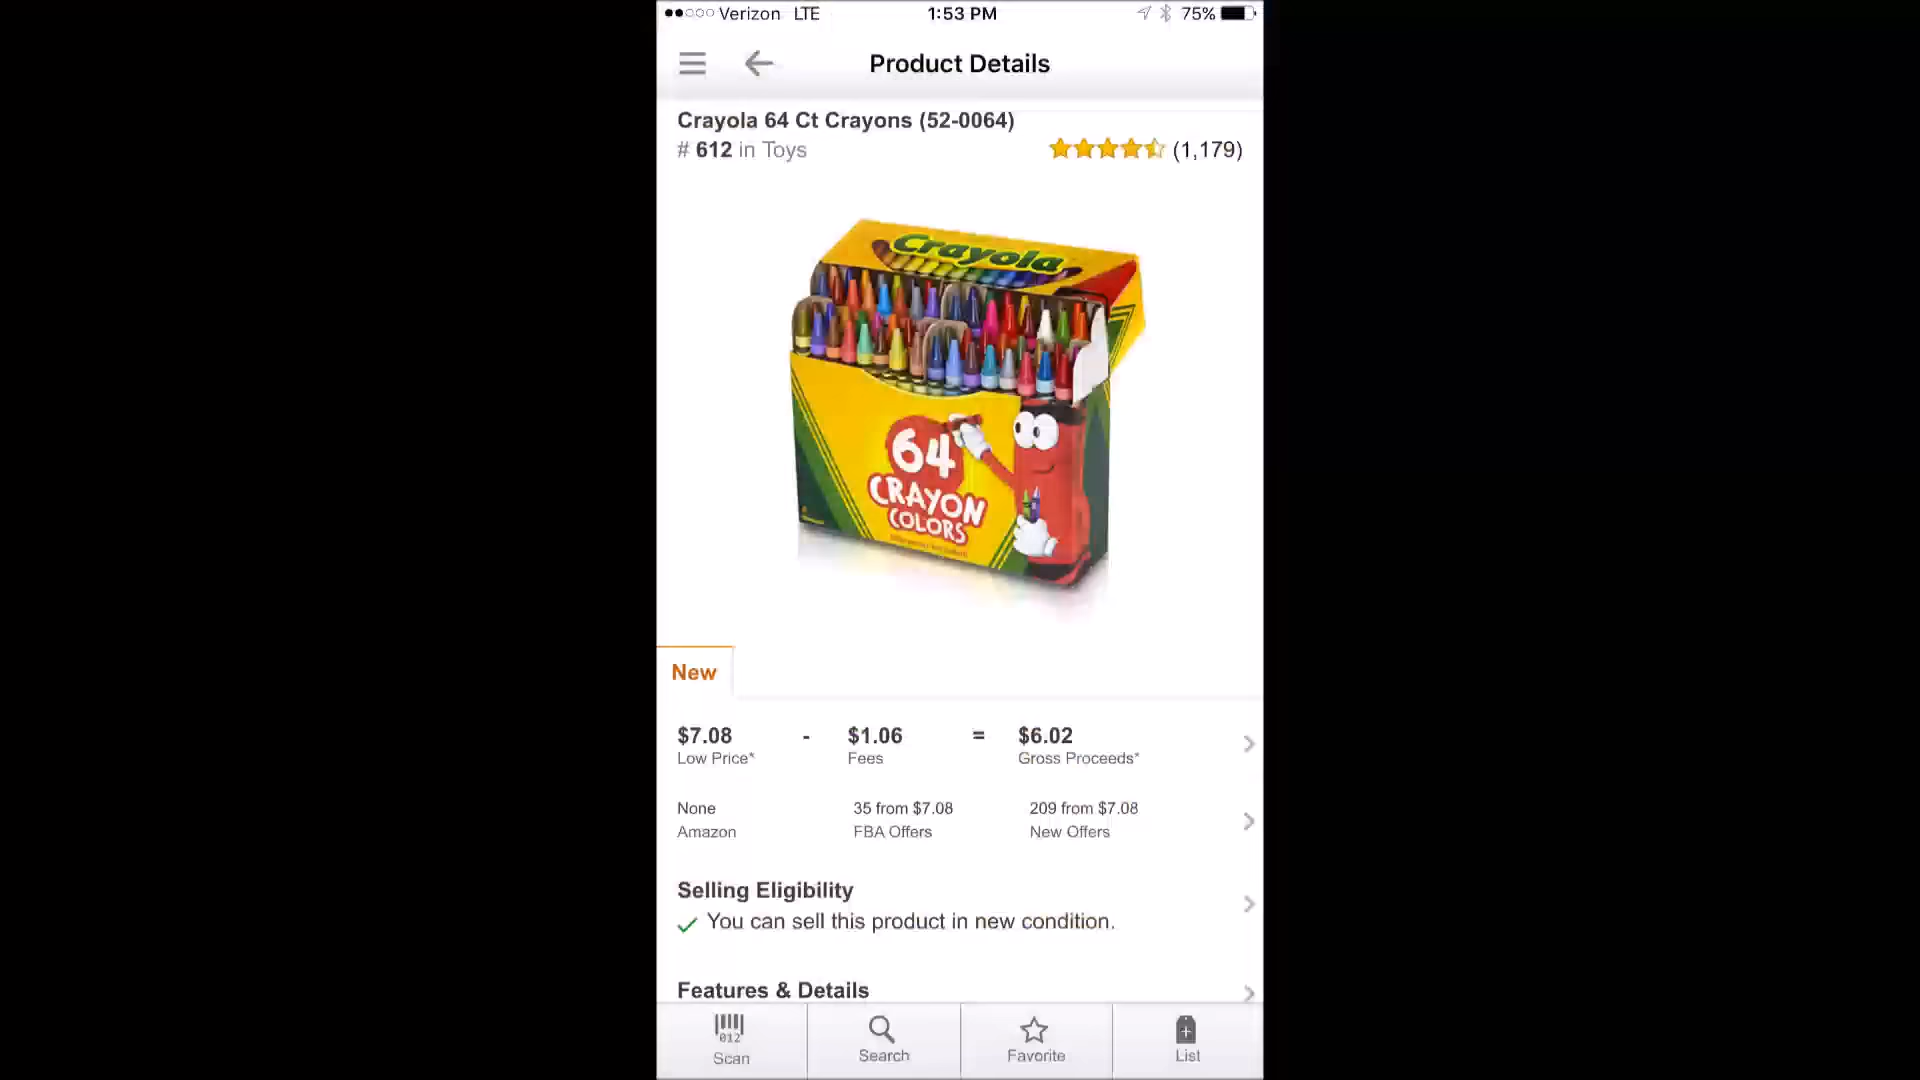 Verizon LTE 1:53 PM 75%
Product Details
Crayola 64 Ct Crayons (52-0064)
# 612 in Toys (1,179)
Crayola
64
CRAYON
COLORS
New
$7.08 - $1.06 = $6.02
Low Price* Fees Gross Proceeds*
None 35 from $7.08 209 from $7.08
Amazon FBA Offers New Offers
Selling Eligibility
You can sell this product in new condition.
Features & Details
012
Scan Search Favorite List